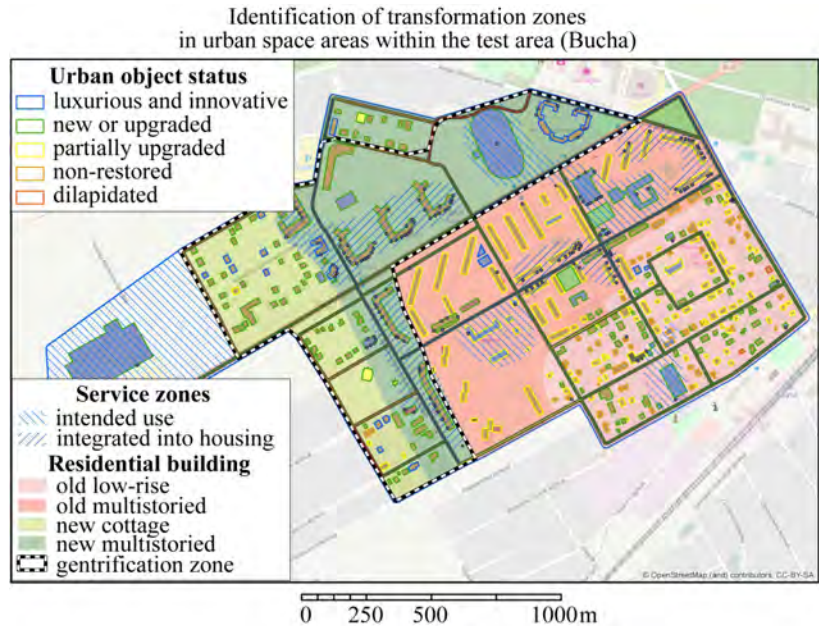 Identification of transformation zones
in urban space areas within the test area (Bucha)
Urban object status
luxurious and innovative
new or upgraded
partially upgraded
non-restored
dilapidated
Service zones
intended use
integrated into housing
Residential building
old low-rise
old multistoried
new cottage
new multistoried
gentrification zone
© OpenStreetMap (and) contributors, CC-BY-SA
0 250 500 1000 m